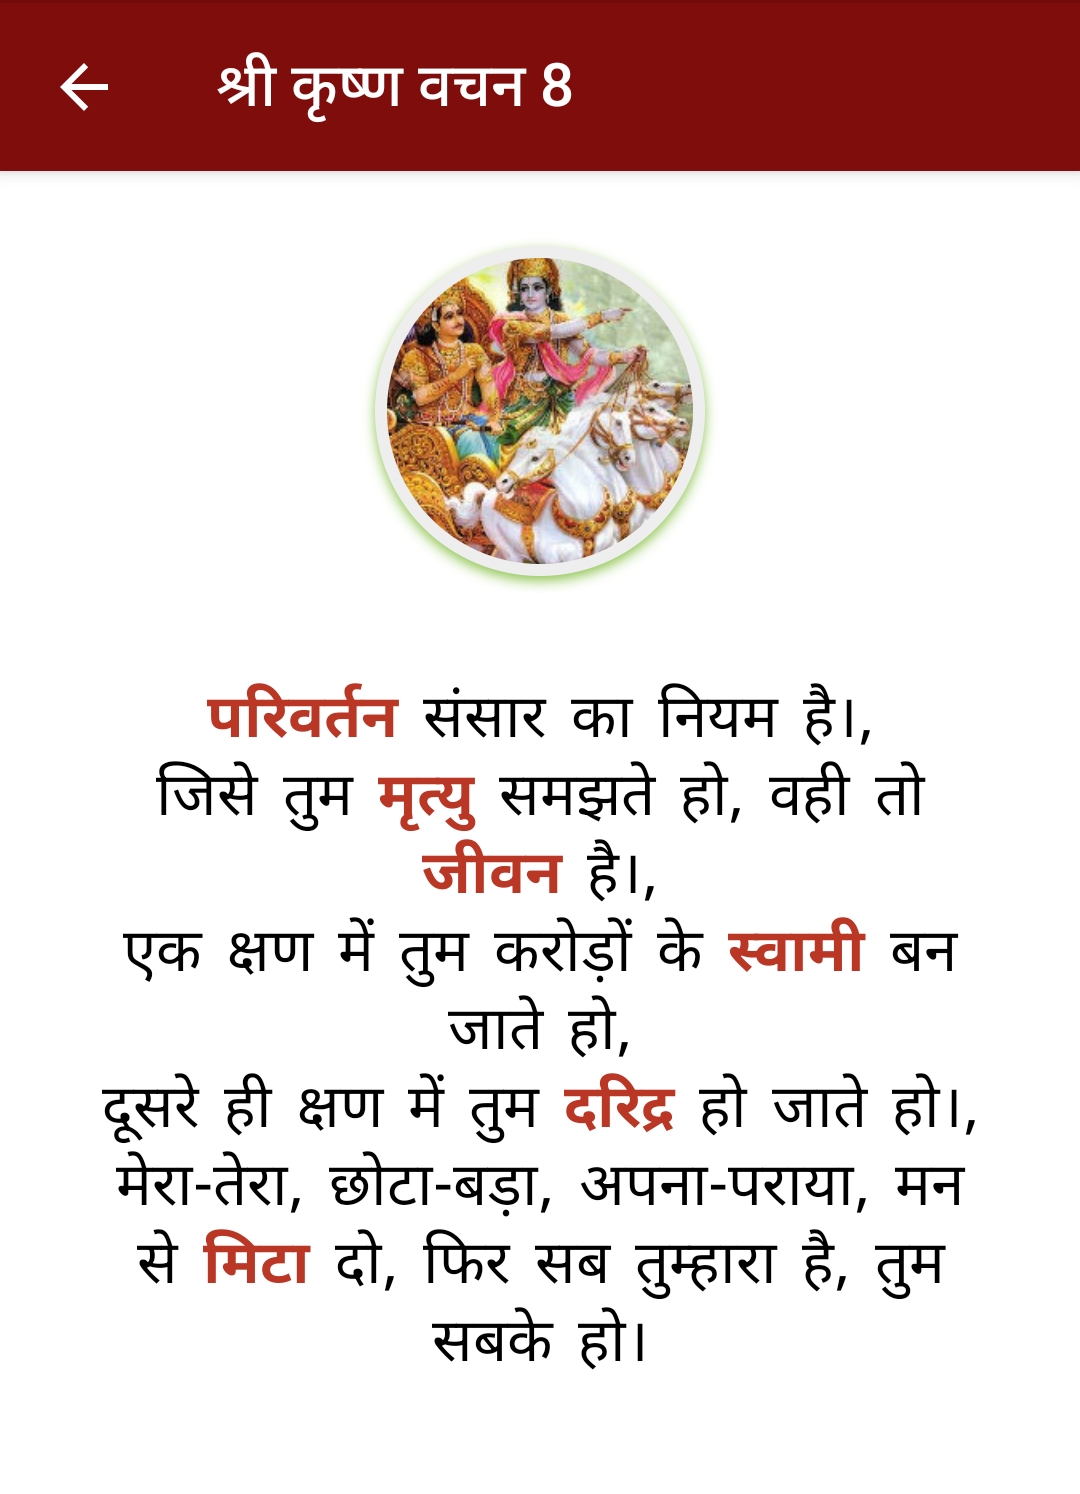 श्री कृष्ण वचन 8
परिवर्तन संसार का नियम है।,
जिसे तुम मृत्यु समझते हो, वही तो
जीवन है।,
एक क्षण में तुम करोड़ों के स्वामी बन
जाते हो,
दूसरे ही क्षण में तुम दरिद्र हो जाते हो।,
मेरा-तेरा, छोटा-बड़ा, अपना-पराया, मन
से मिटा दो, फिर सब तुम्हारा है, तुम
सबके हो।